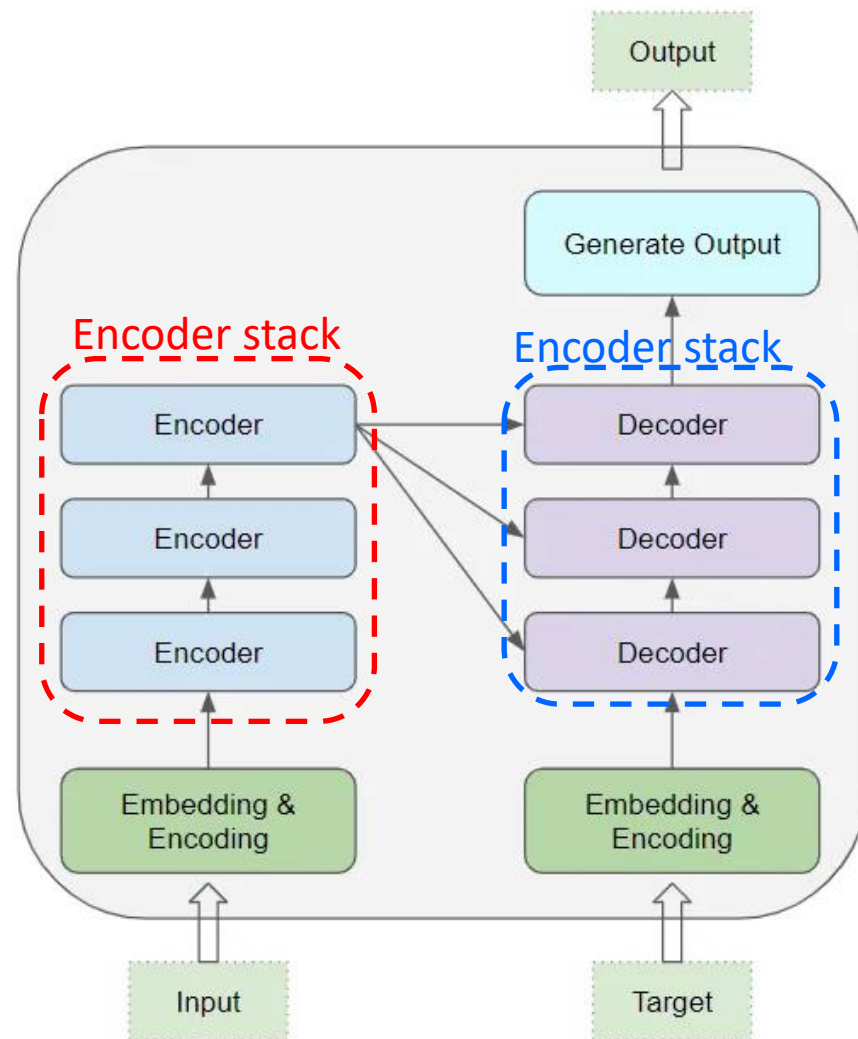 Output
Generate Output
Encoder stack
Encoder stack
Encoder
Decoder
Encoder
Decoder
Encoder
Decoder
Embedding &
Encoding
Embedding &
Encoding
Input
Target